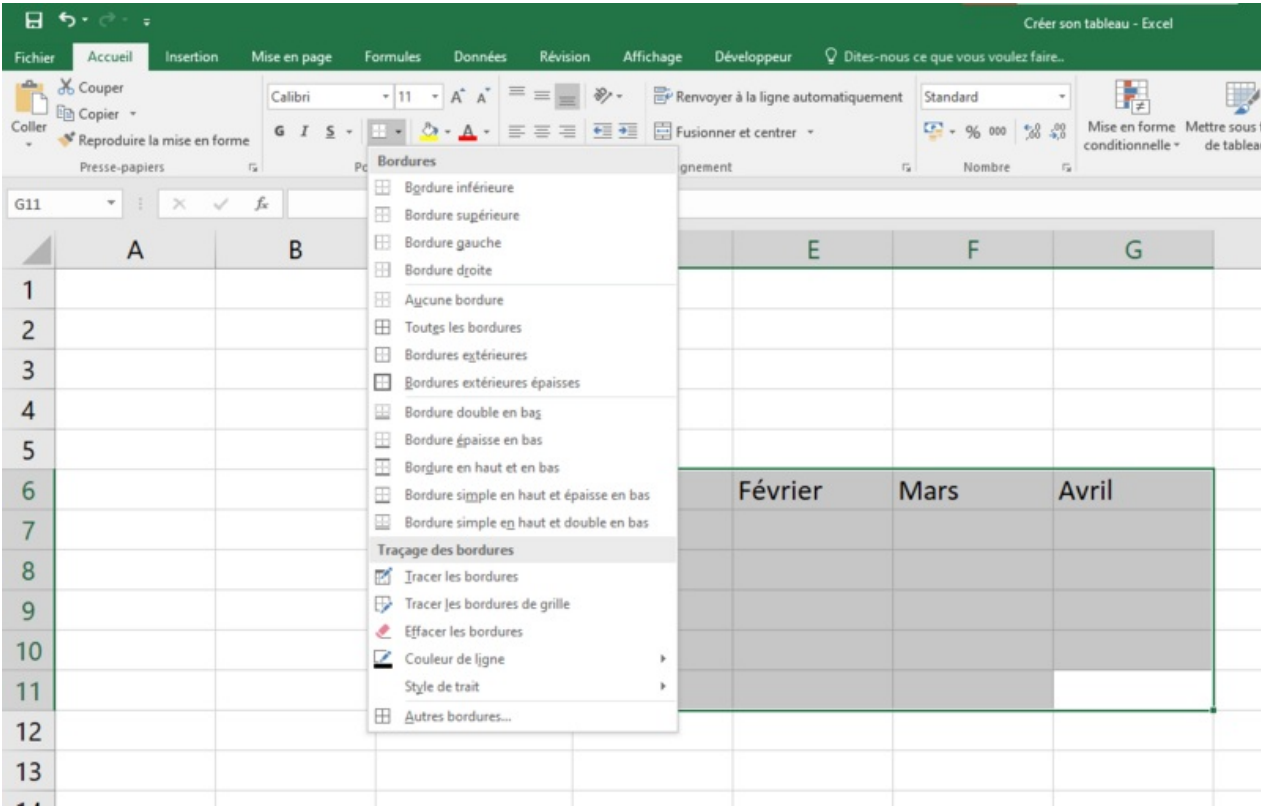 Créer son tableau - Excel
Fichier Accueil Insertion Mise en page Formules Données Révision Affichage Développeur Dites-nous ce que vous voulez faire...
Couper
Copier
Coller
Reproduire la mise en forme
Presse-papiers
Calibri 11
G I S
A A
A
Renvoyer à la ligne automatiquement
Fusionner et centrer
Standard
% 000
Nombre
Mise en forme
conditionnelle
Mettre sous
G11
fx
A B E F G
Bordures
Bordure inférieure
Bordure supérieure
Bordure gauche
Bordure droite
Aucune bordure
Toutes les bordures
Bordures extérieures
Bordures extérieures épaisses
Bordure double en bas
Bordure épaisse en bas
Bordure en haut et en bas
Bordure simple en haut et épaisse en bas
Bordure simple en haut et double en bas
Traçage des bordures
Tracer les bordures
Tracer les bordures de grille
Effacer les bordures
Couleur de ligne
Style de trait
Autres bordures...
1
2
3
4
5
6 Février Mars Avril
7
8
9
10
11
12
13